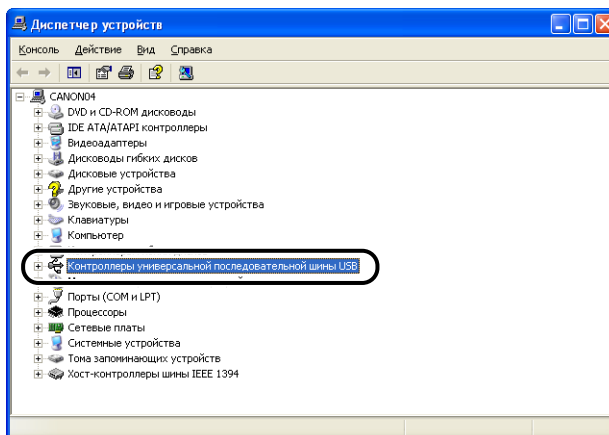 Диспетчер устройств
Консоль Действие Вид Справка
CANON04
DVD и CD-ROM дисководы
IDE ATA/ATAPI контроллеры
Видеоадаптеры
Дисководы гибких дисков
Дисковые устройства
Другие устройства
Звуковые, видео и игровые устройства
Клавиатуры
Компьютер
Контроллеры универсальной последовательной шины USB
Порты (COM и LPT)
Процессоры
Сетевые платы
Системные устройства
Тома запоминающих устройств
Хост-контроллеры шины IEEE 1394